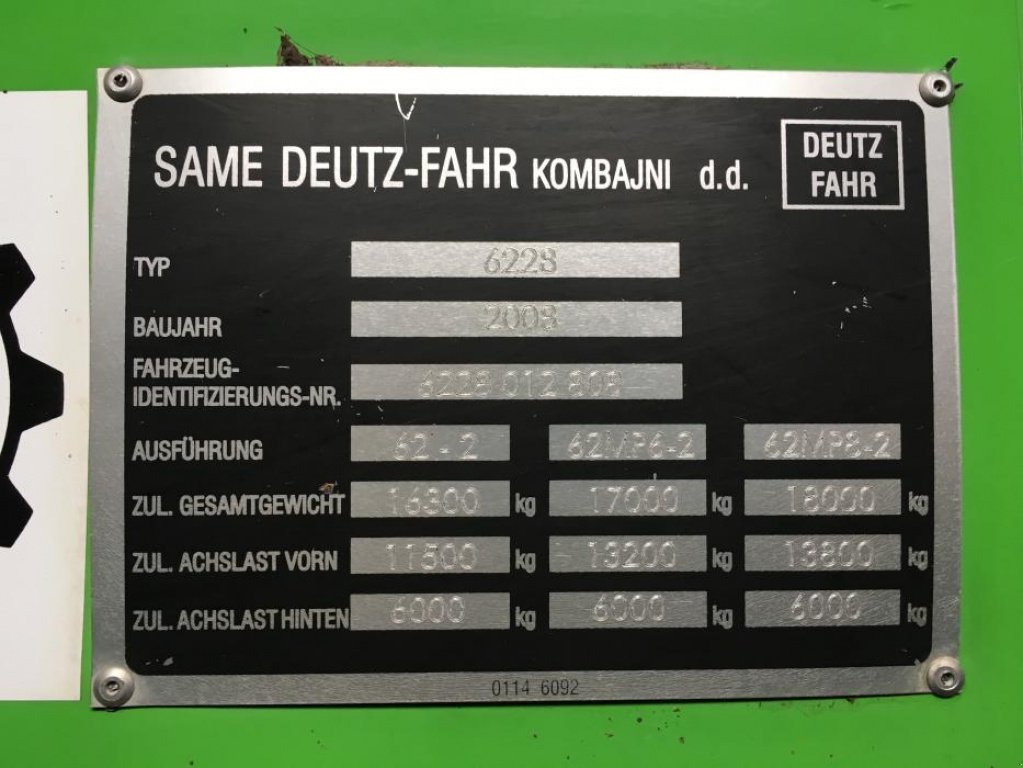 SAME DEUTZ-FAHR KOMBAJNI d.d.
DEUTZ
FAHR
TYP 6228
BAUJAHR 2008
FAHRZEUG-
IDENTIFIZIERUNGS-NR. 6228 012 808
AUSFÜHRUNG 62-2 62MP6-2 62MP8-2
ZUL. GESAMTGEWICHT 16300 kg 17000 kg 18000 kg
ZUL. ACHSLAST VORN 11500 kg 13200 kg 13800 kg
ZUL. ACHSLAST HINTEN 6000 kg 6000 kg 6000 kg
0114 6092